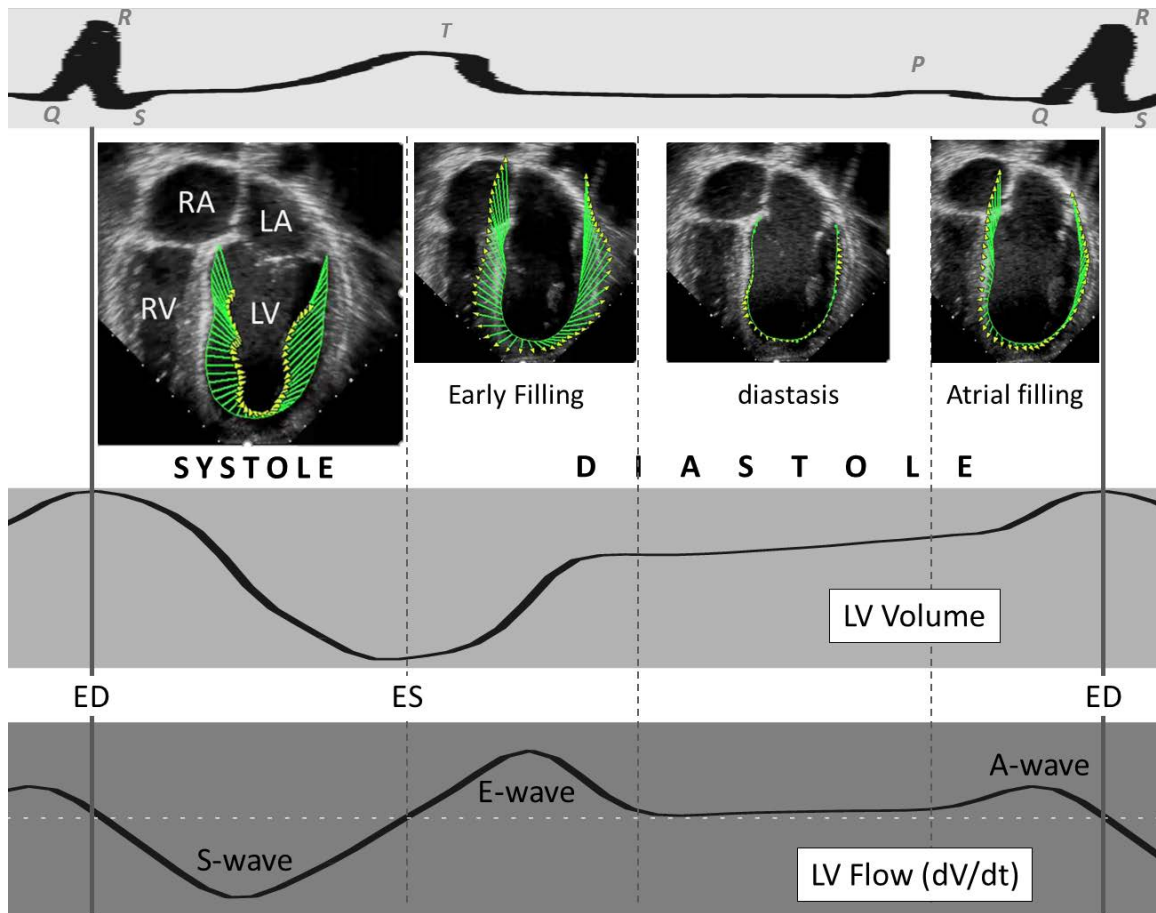 R
T
P
R
Q
S
Q
S
RA
LA
RV
LV
Early Filling
diastasis
Atrial filling
SYSTOLE
DIASTOLE
LV Volume
ED
ES
ED
A-wave
E-wave
S-wave
LV Flow (dV/dt)